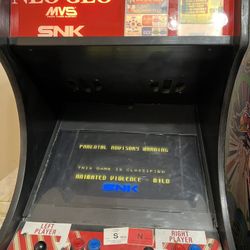 NEO GEO
MVS
SNK
PARENTAL ADVISORY WARNING
THIS GAME IS CLASSIFIED
ANIMATED VIOLENCE - MILD
SNK
LEFT
PLAYER
S
N
RIGHT
PLAYER